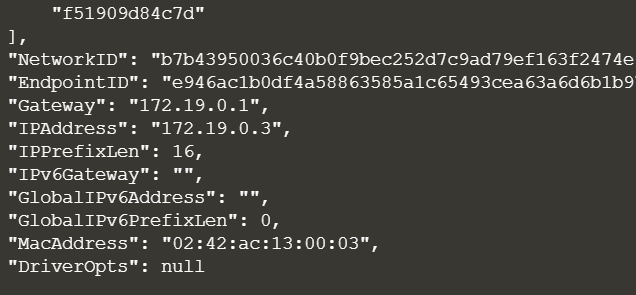 "f51909d84c7d"
],
"NetworkID": "b7b43950036c40b0f9bec252d7c9ad79ef163f2474e
"EndpointID": "e946ac1b0df4a58863585a1c65493cea63a6d6b1b9
"Gateway": "172.19.0.1",
"IPAddress": "172.19.0.3",
"IPPrefixLen": 16,
"IPv6Gateway": "",
"GlobalIPv6Address": "",
"GlobalIPv6PrefixLen": 0,
"MacAddress": "02:42:ac:13:00:03",
"DriverOpts": null